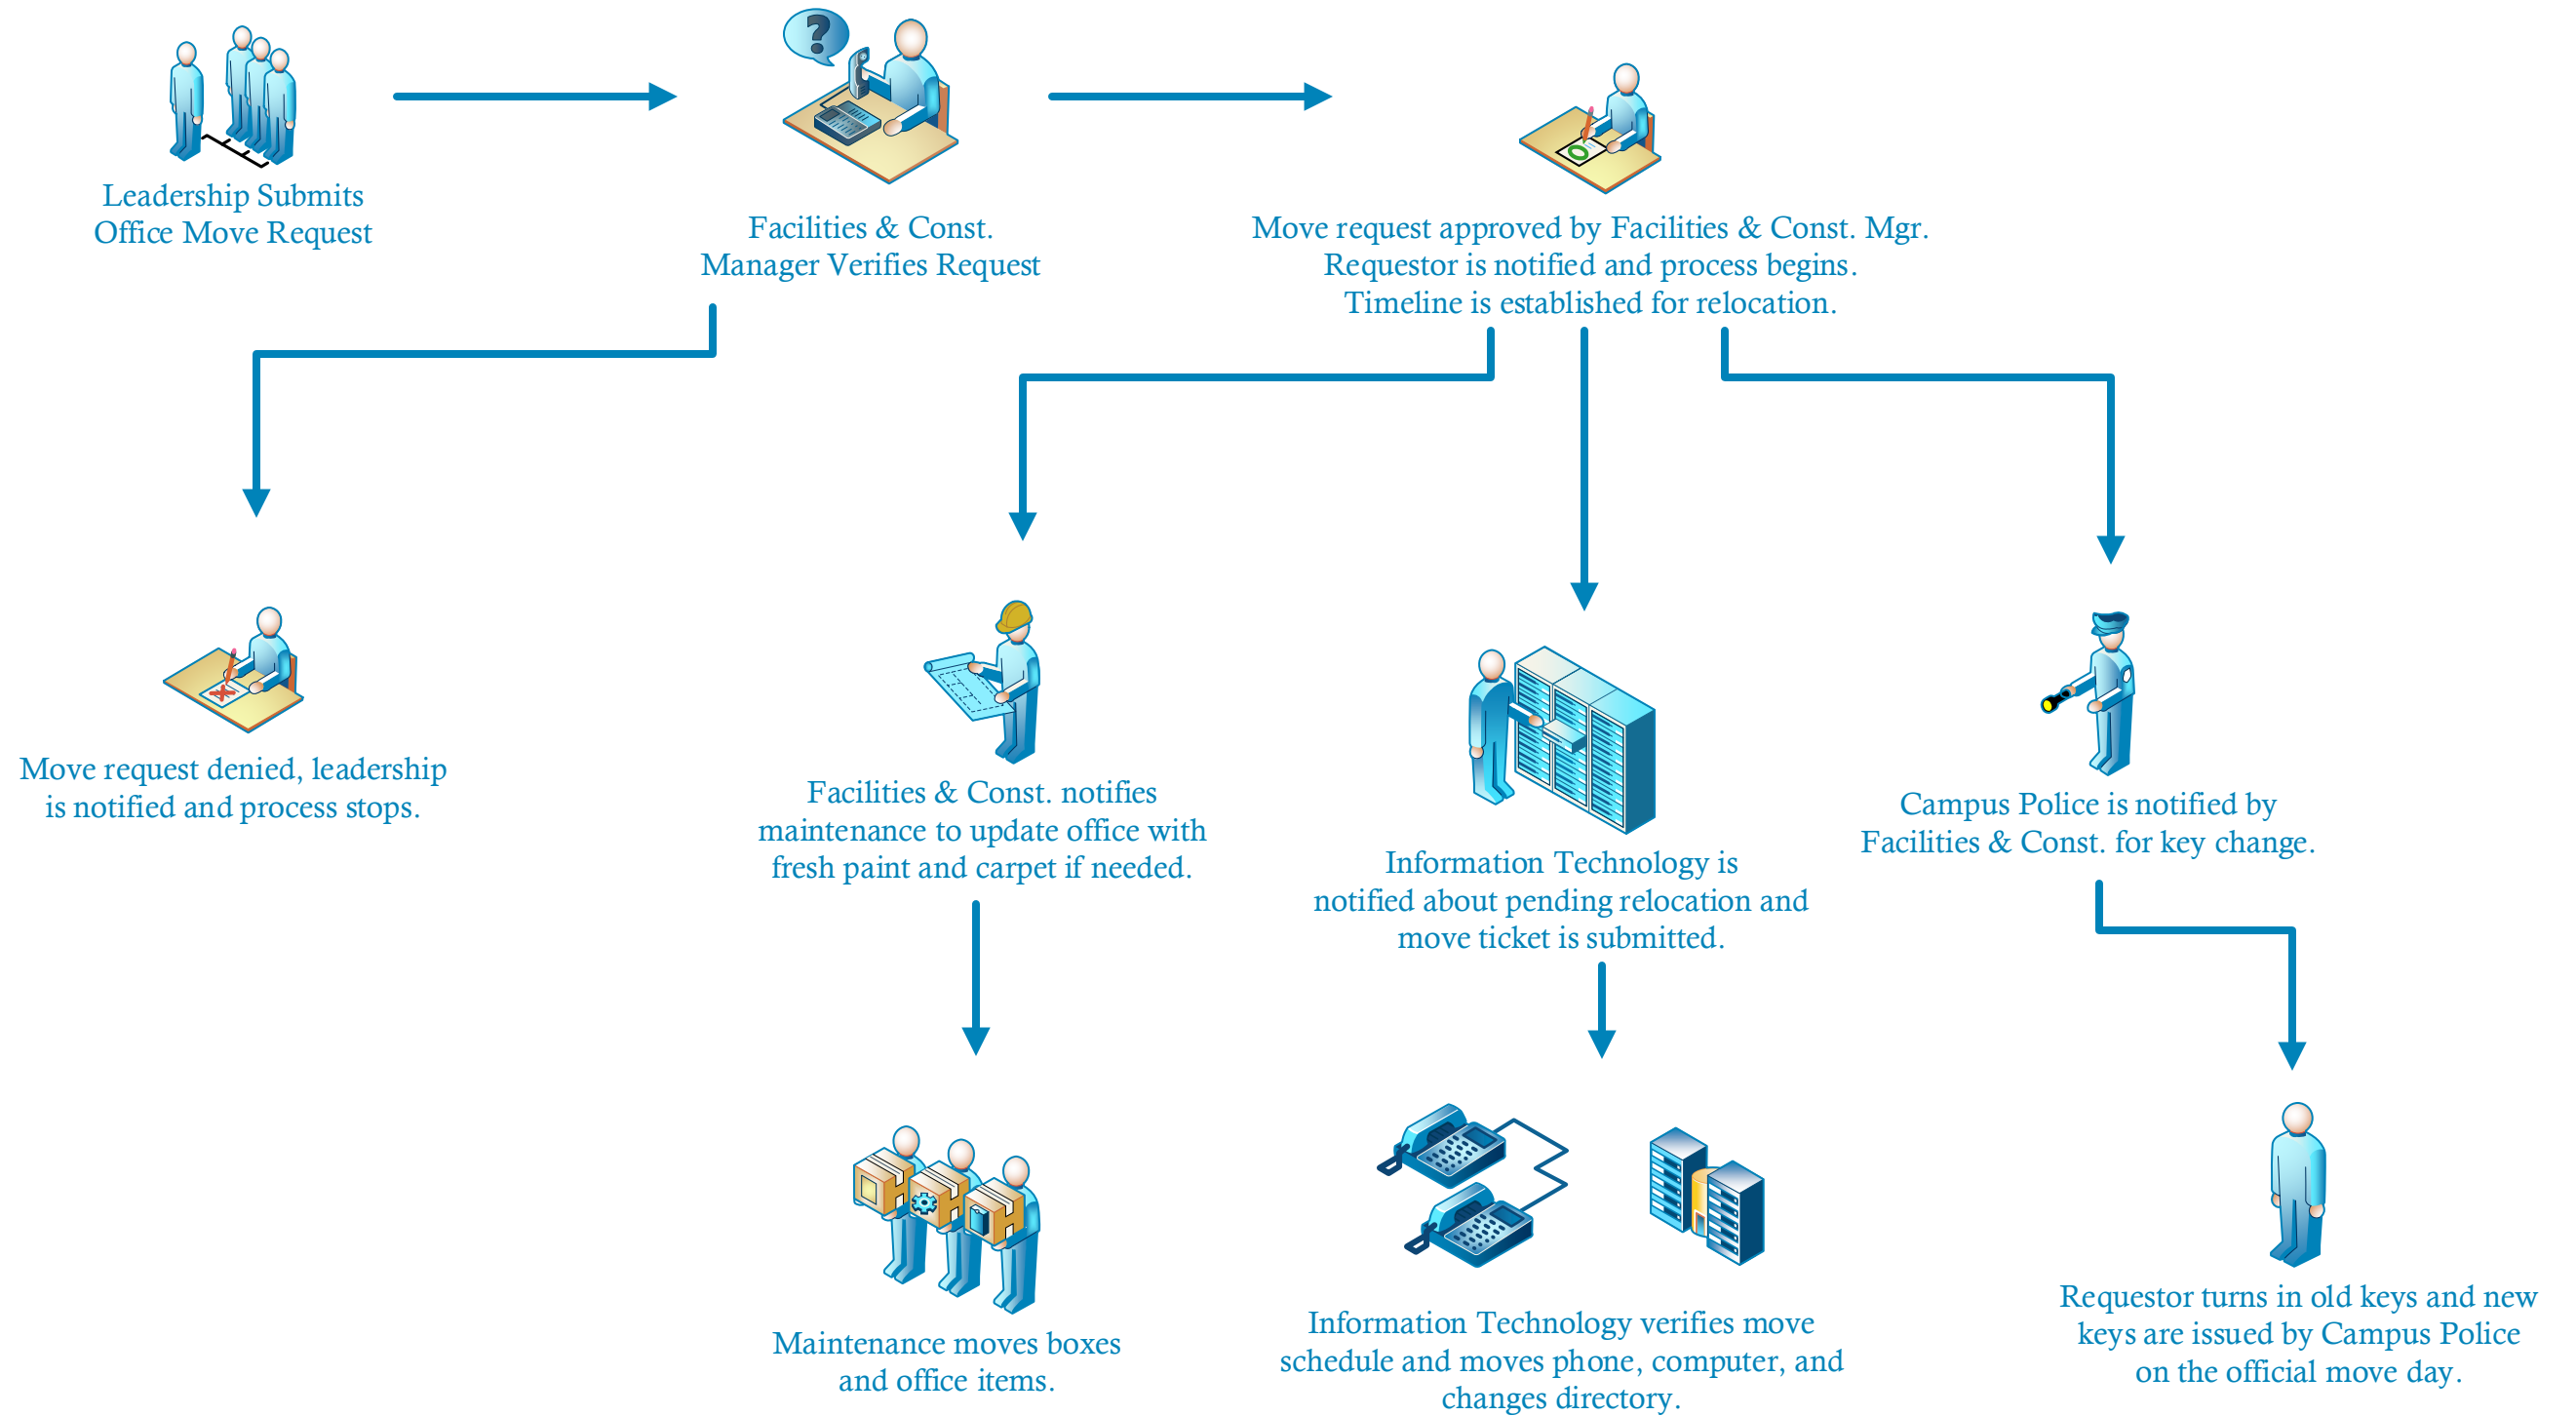 Leadership Submits
Office Move Request
Facilities & Const.
Manager Verifies Request
Move request approved by Facilities & Const. Mgr.
Requestor is notified and process begins.
Timeline is established for relocation.
Move request denied, leadership
is notified and process stops.
Facilities & Const. notifies
maintenance to update office with
fresh paint and carpet if needed.
Information Technology is
notified about pending relocation and
move ticket is submitted.
Campus Police is notified by
Facilities & Const. for key change.
Maintenance moves boxes
and office items.
Information Technology verifies move
schedule and moves phone, computer, and
changes directory.
Requestor turns in old keys and new
keys are issued by Campus Police
on the official move day.